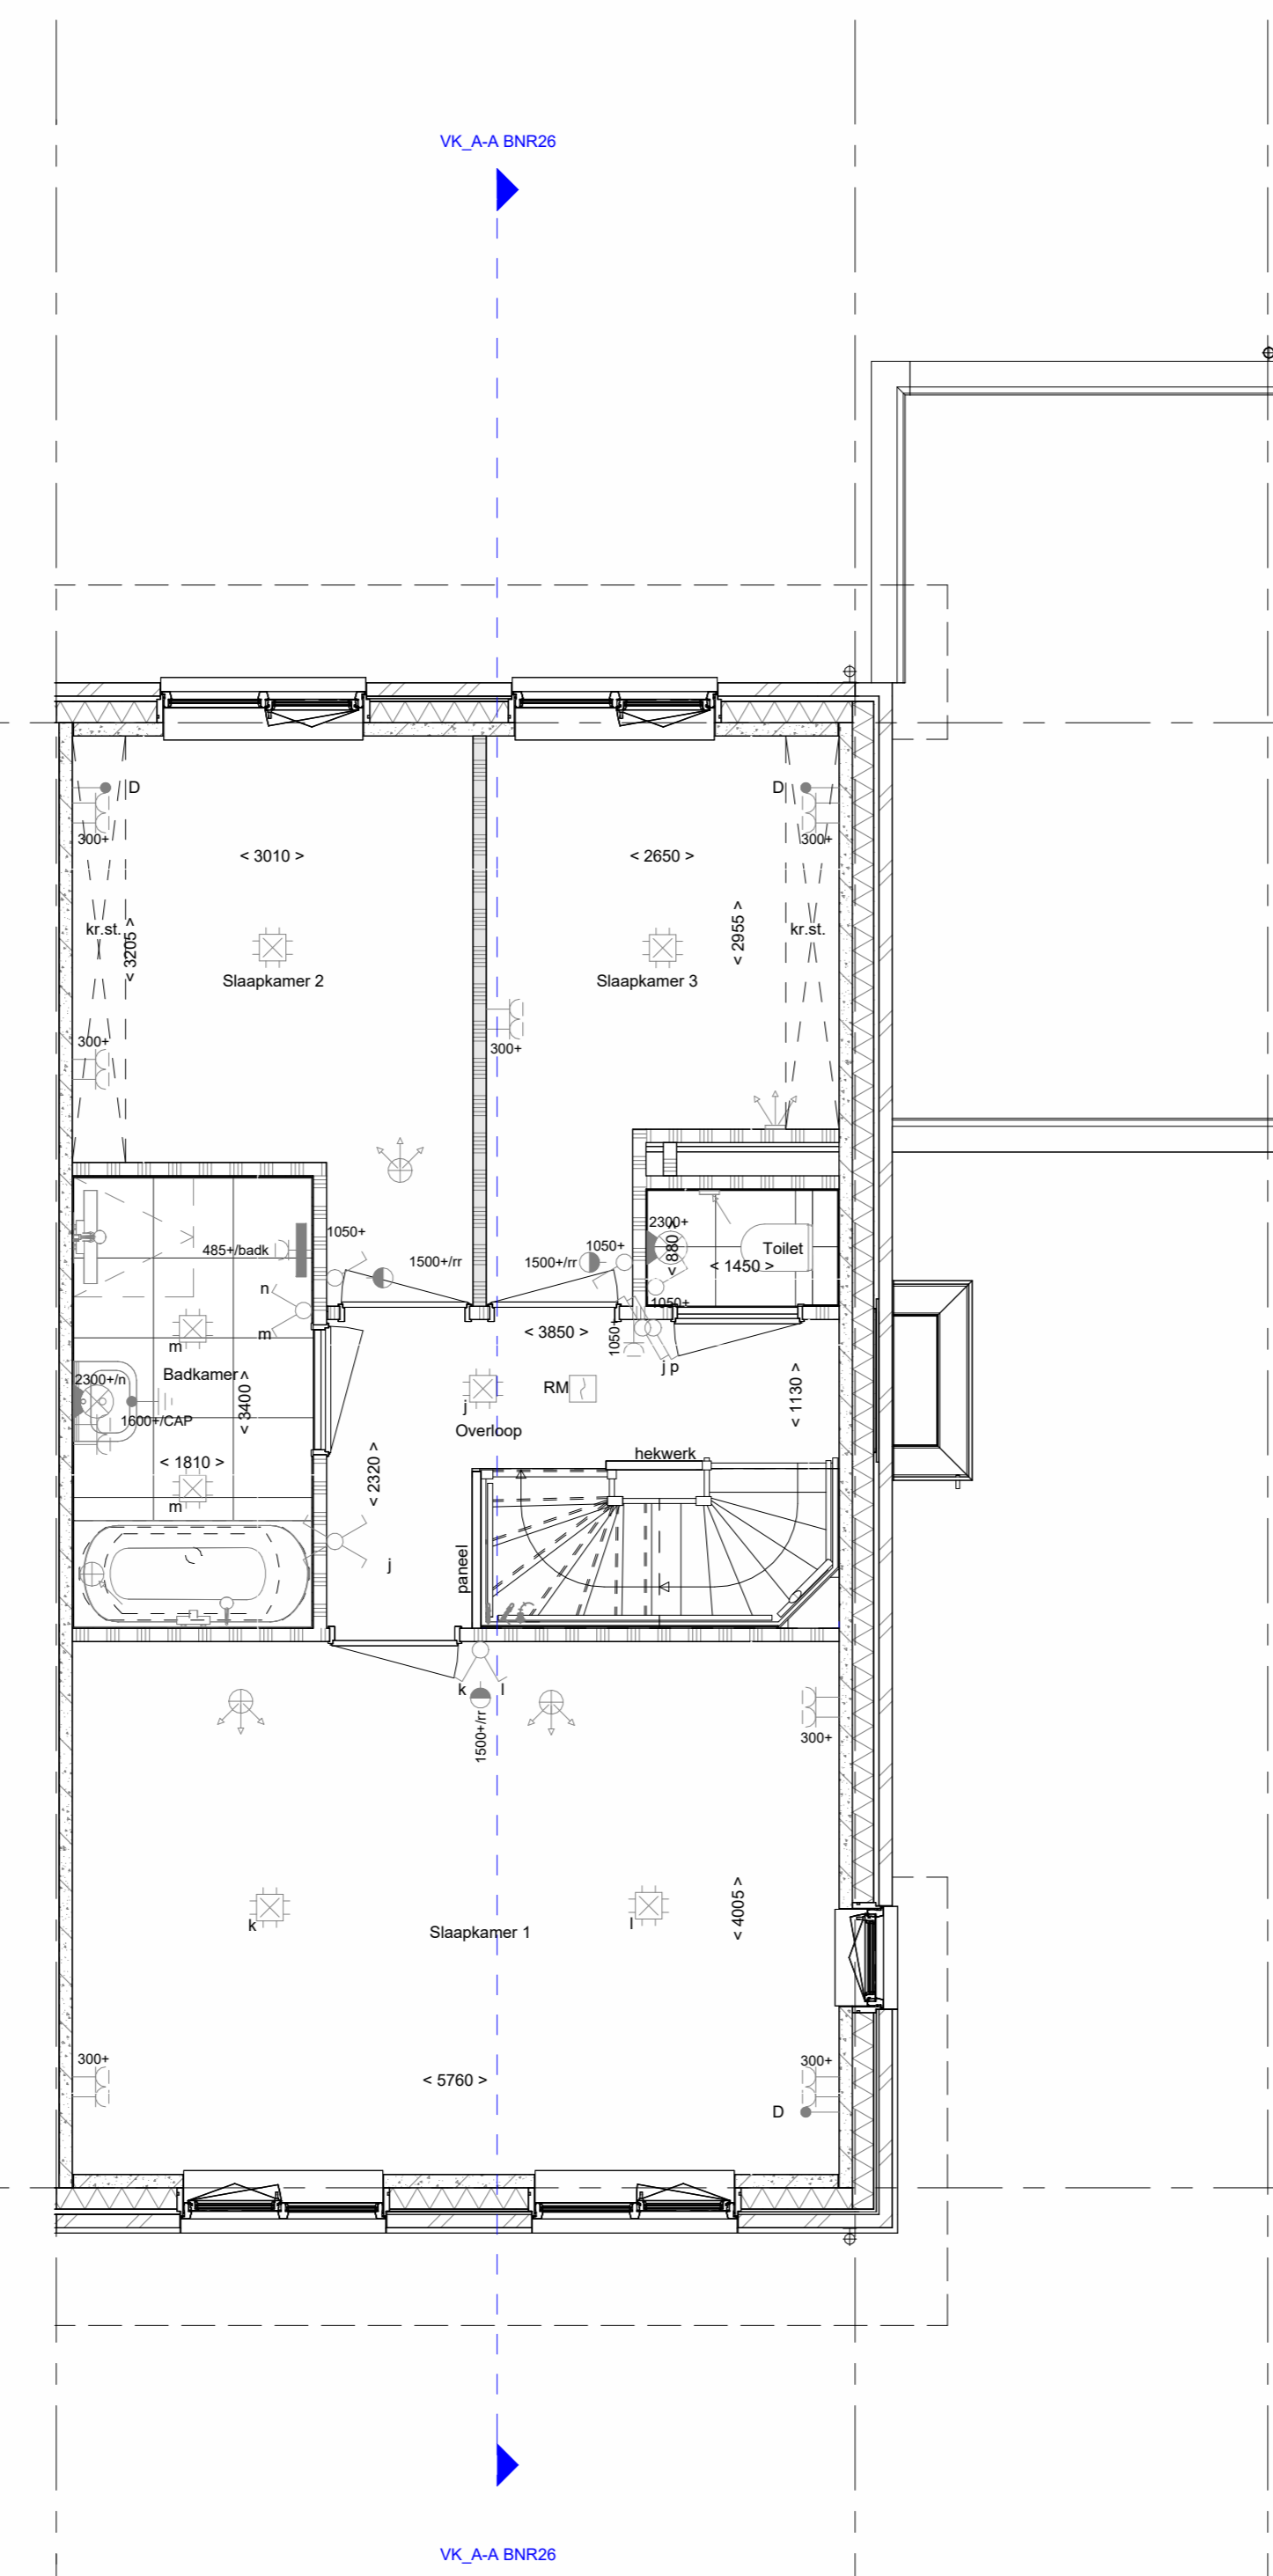 VK_A-A BNR26
D
D
300+
300+
< 3010 >
< 2650 >
kr.st.
< 3205 >
< 2955 >
kr.st.
Slaapkamer 2
Slaapkamer 3
300+
300+
1050+
2300+
485+/badk
1500+/rr
1500+/rr
1050+
< 880 >
Toilet
< 1450 >
n
1050+
m
m
< 3850 >
1050+
j p
Badkamer
2300+/n
< 3400 >
j
RM
< 1130 >
1600+/CAP
Overloop
hekwerk
< 1810 >
< 2320 >
m
j
paneel
k
l
1500+/rr
300+
k
l
< 4005 >
Slaapkamer 1
300+
300+
< 5760 >
D
VK_A-A BNR26